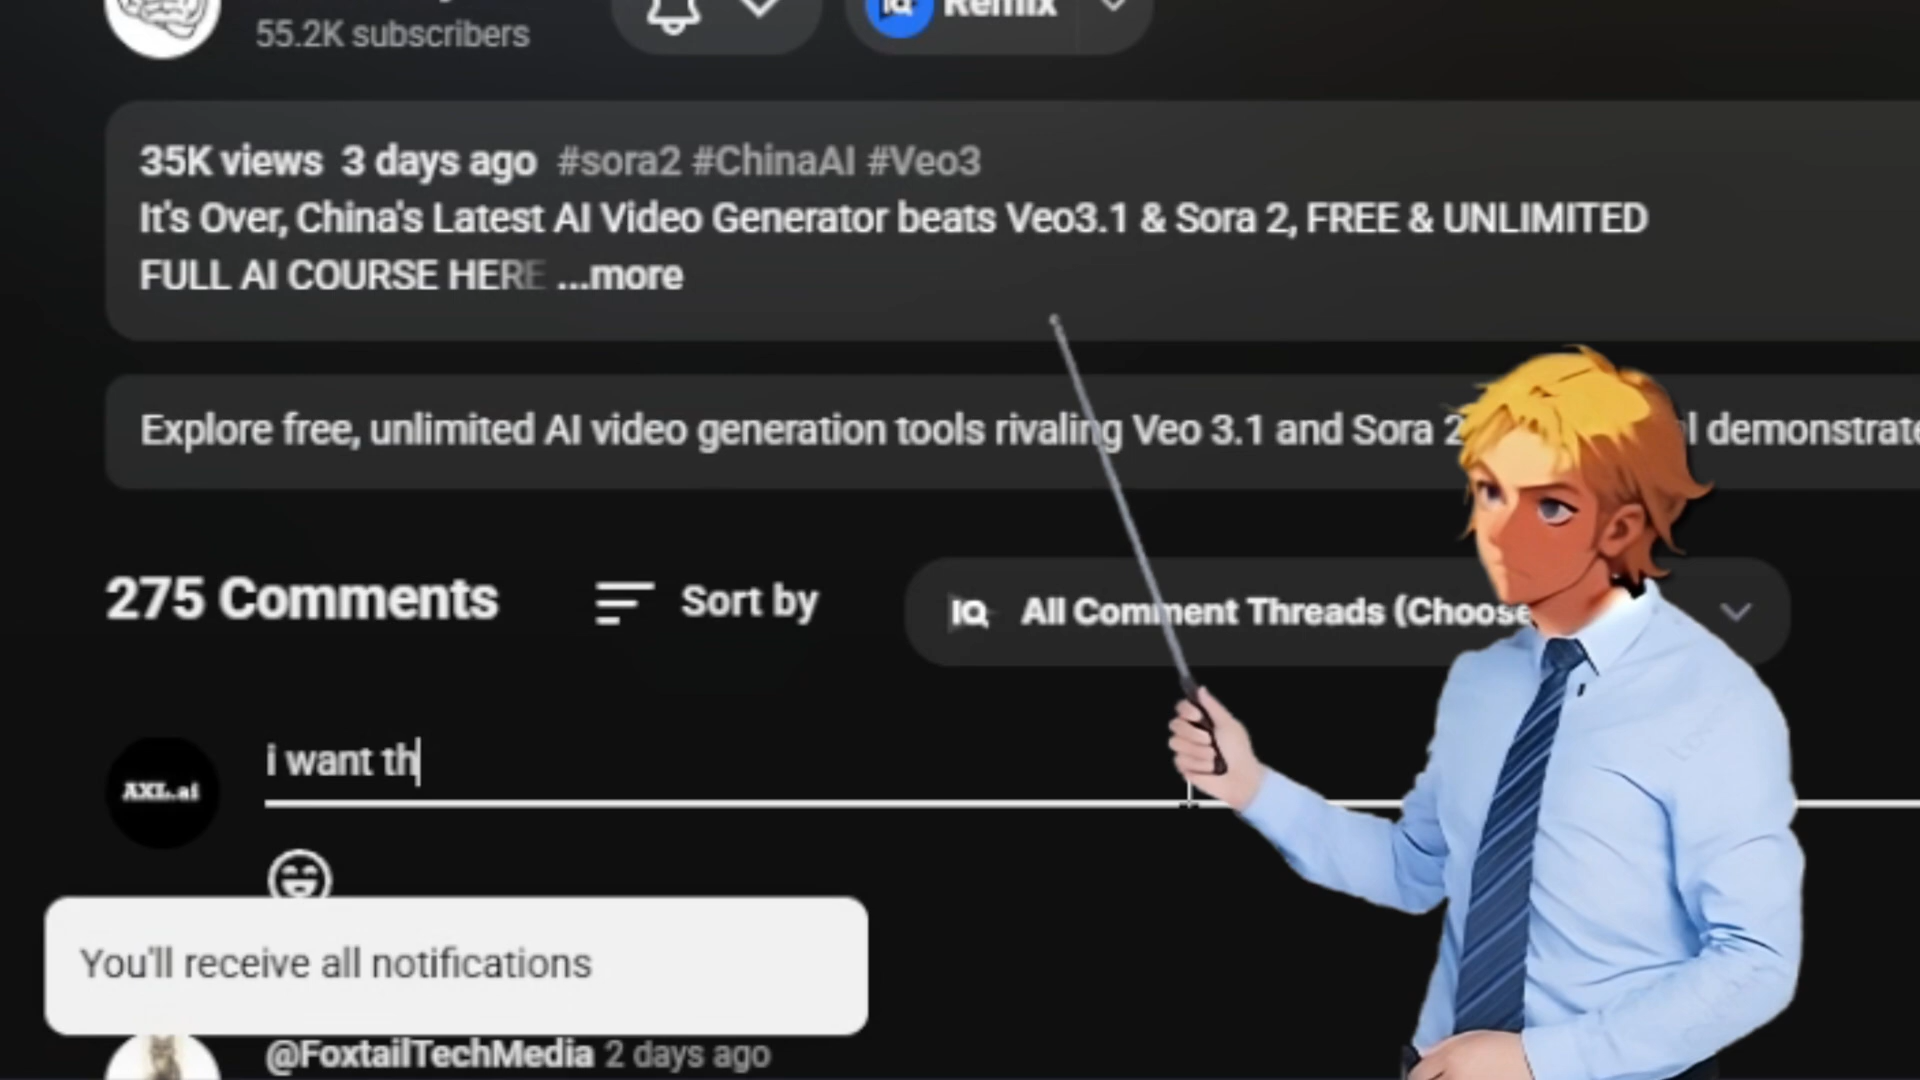 55.2K subscribers
IQ Remix
35K views 3 days ago #sora2 #ChinaAI #Veo3
It's Over, China's Latest AI Video Generator beats Veo3.1 & Sora 2, FREE & UNLIMITED
FULL AI COURSE HERE ...more
Explore free, unlimited AI video generation tools rivaling Veo 3.1 and Sora 2 demonstrate
275 Comments Sort by IQ All Comment Threads (Choose
AXL.ai i want th
You'll receive all notifications
@FoxtailTechMedia 2 days ago